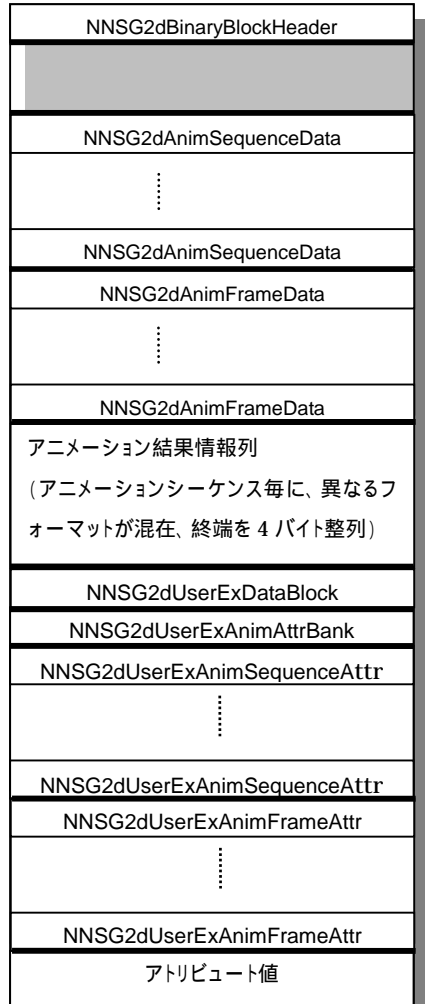 NNSG2dBinaryBlockHeader
NNSG2dAnimSequenceData
NNSG2dAnimSequenceData
NNSG2dAnimFrameData
NNSG2dAnimFrameData
アニメーション結果情報列
(アニメーションシーケンス毎に、異なるフ
ォーマットが混在、終端を 4 バイト整列)
NNSG2dUserExDataBlock
NNSG2dUserExAnimAttrBank
NNSG2dUserExAnimSequenceAttr
NNSG2dUserExAnimSequenceAttr
NNSG2dUserExAnimFrameAttr
NNSG2dUserExAnimFrameAttr
アトリビュート値